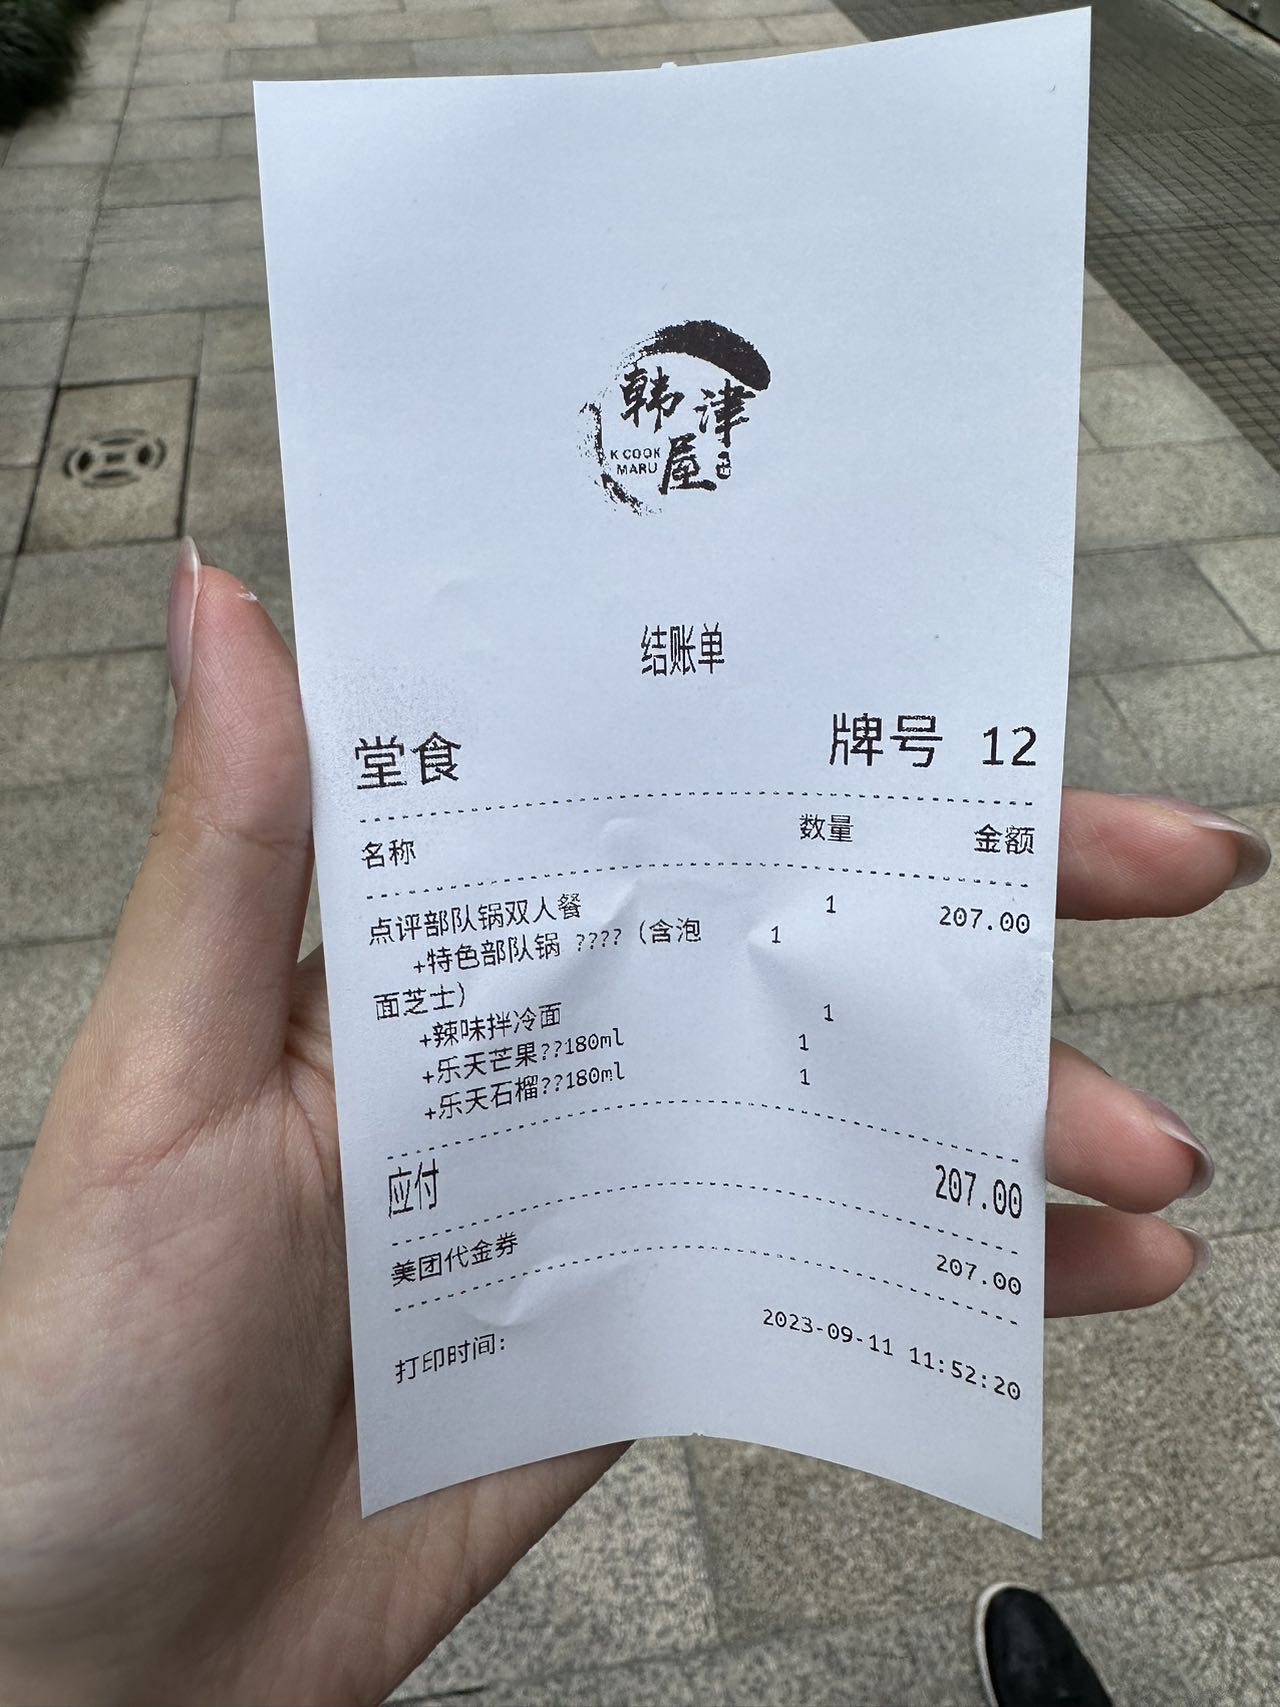 韩津屋
K COOK
MARU
结账单
堂食 牌号 12
名称 数量 金额
点评部队锅双人餐 1 207.00
+特色部队锅 ????（含泡 1
面芝士）
+辣味拌冷面 1
+乐天芒果??180ml 1
+乐天石榴??180ml 1
应付 207.00
美团代金券 207.00
打印时间: 2023-09-11 11:52:20